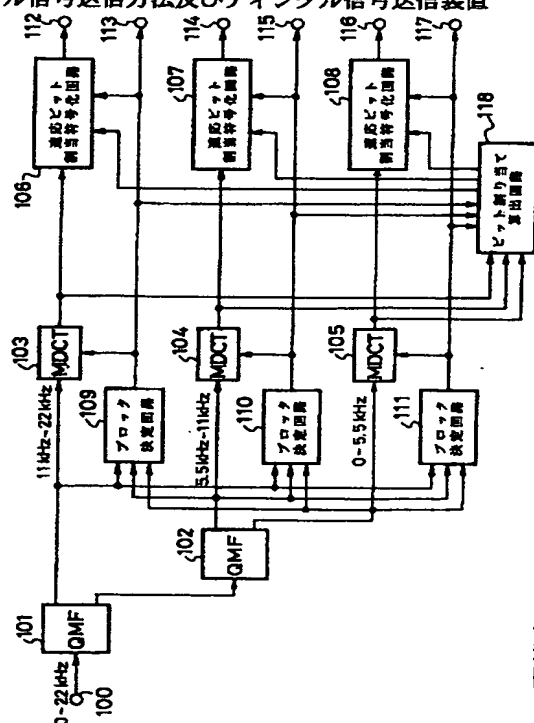 ル信号送信方法及びディジタル信号送信装置
112
113
114
115
116
117
106
適応ビット
割当符号化回路
107
適応ビット
割当符号化回路
108
適応ビット
割当符号化回路
118
ビット割り当て
算出回路
103
MDCT
104
MDCT
105
MDCT
11kHz~22kHz
5.5kHz~11kHz
0~5.5kHz
109
ブロック
決定回路
110
ブロック
決定回路
111
ブロック
決定回路
102
QMF
101
QMF
0~22kHz
100